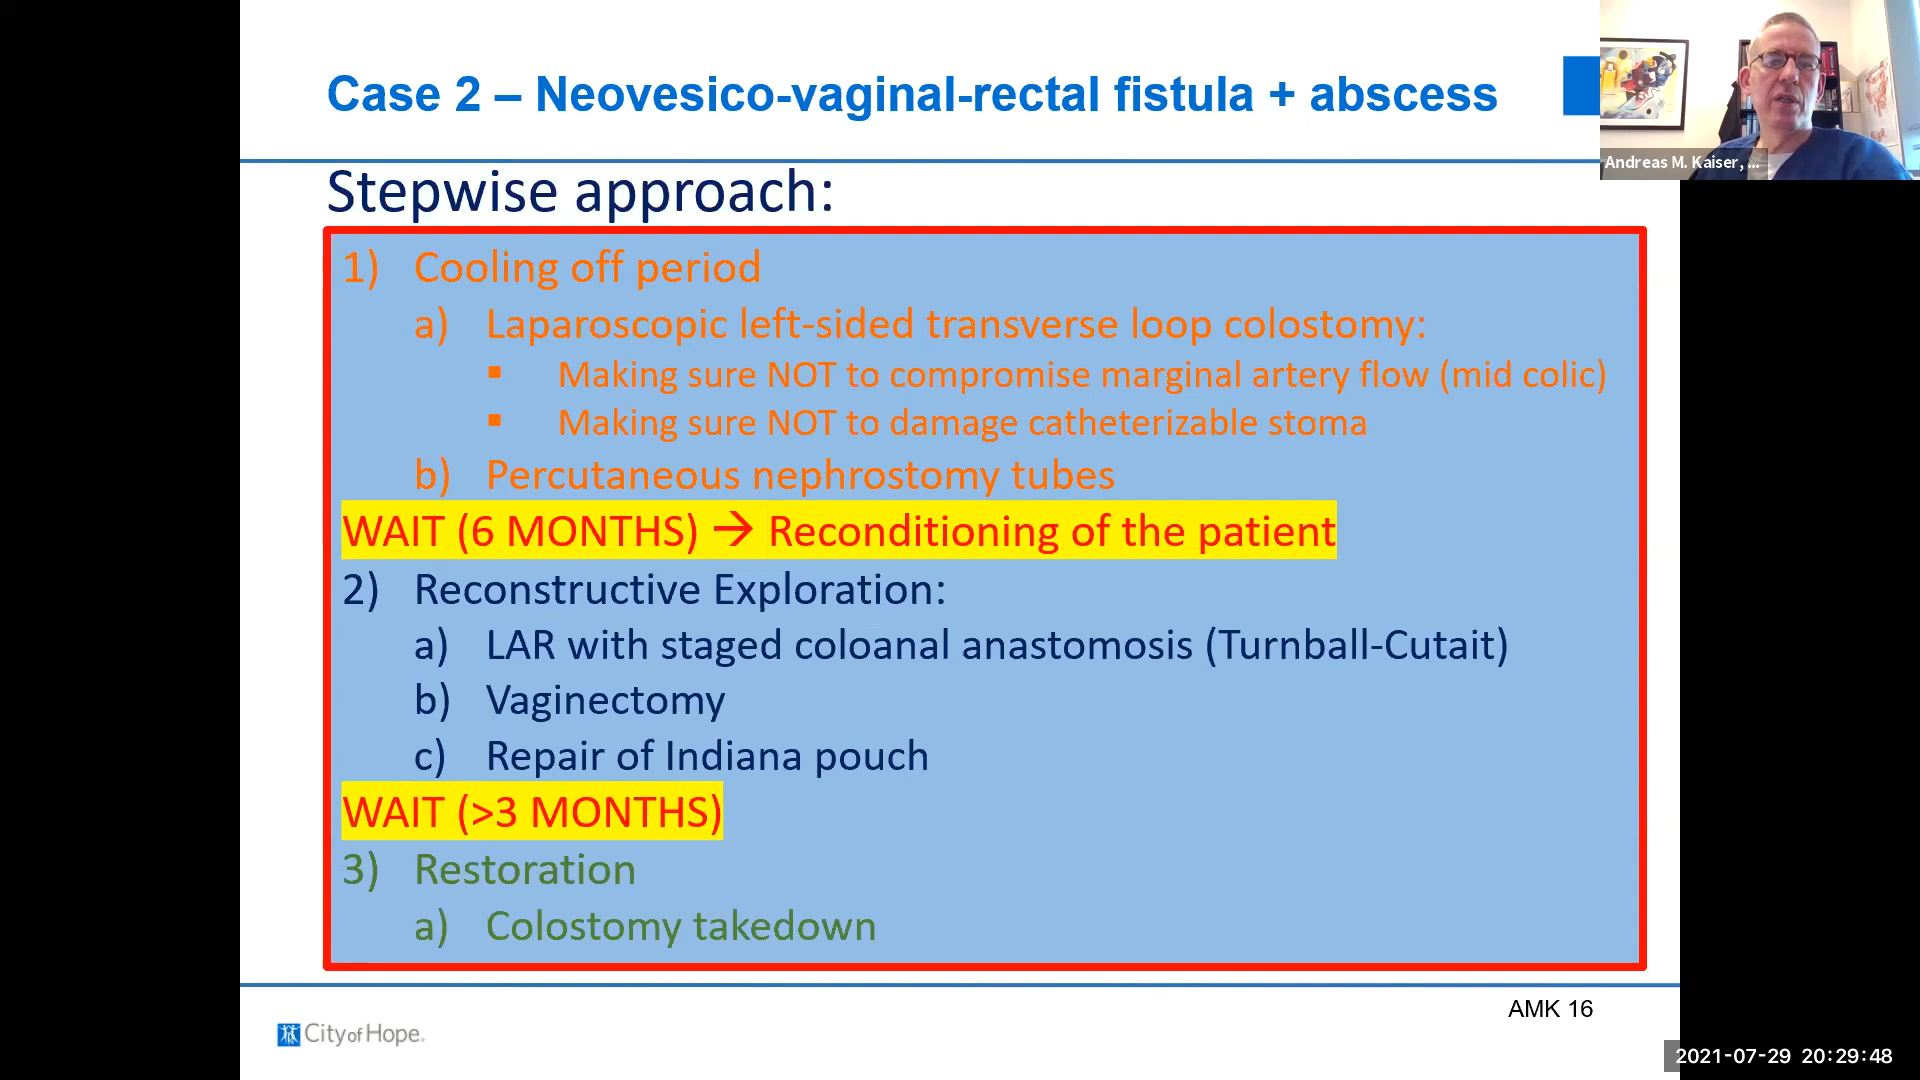 Case 2 – Neovesico-vaginal-rectal fistula + abscess
Andreas M. Kaiser, ...
Stepwise approach:
1) Cooling off period
a) Laparoscopic left-sided transverse loop colostomy:
▪ Making sure NOT to compromise marginal artery flow (mid colic)
▪ Making sure NOT to damage catheterizable stoma
b) Percutaneous nephrostomy tubes
WAIT (6 MONTHS) → Reconditioning of the patient
2) Reconstructive Exploration:
a) LAR with staged coloanal anastomosis (Turnball-Cutait)
b) Vaginectomy
c) Repair of Indiana pouch
WAIT (>3 MONTHS)
3) Restoration
a) Colostomy takedown
AMK 16
City of Hope®
2021-07-29 20:29:48